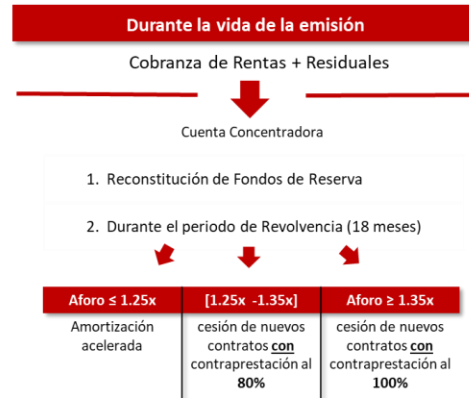 Durante la vida de la emisión
Cobranza de Rentas + Residuales
Cuenta Concentradora
1. Reconstitución de Fondos de Reserva
2. Durante el periodo de Revolvencia (18 meses)
Aforo ≤ 1.25x
Amortización
acelerada
[1.25x -1.35x]
cesión de nuevos
contratos con
contraprestación al
80%
Aforo ≥ 1.35x
cesión de nuevos
contratos con
contraprestación al
100%